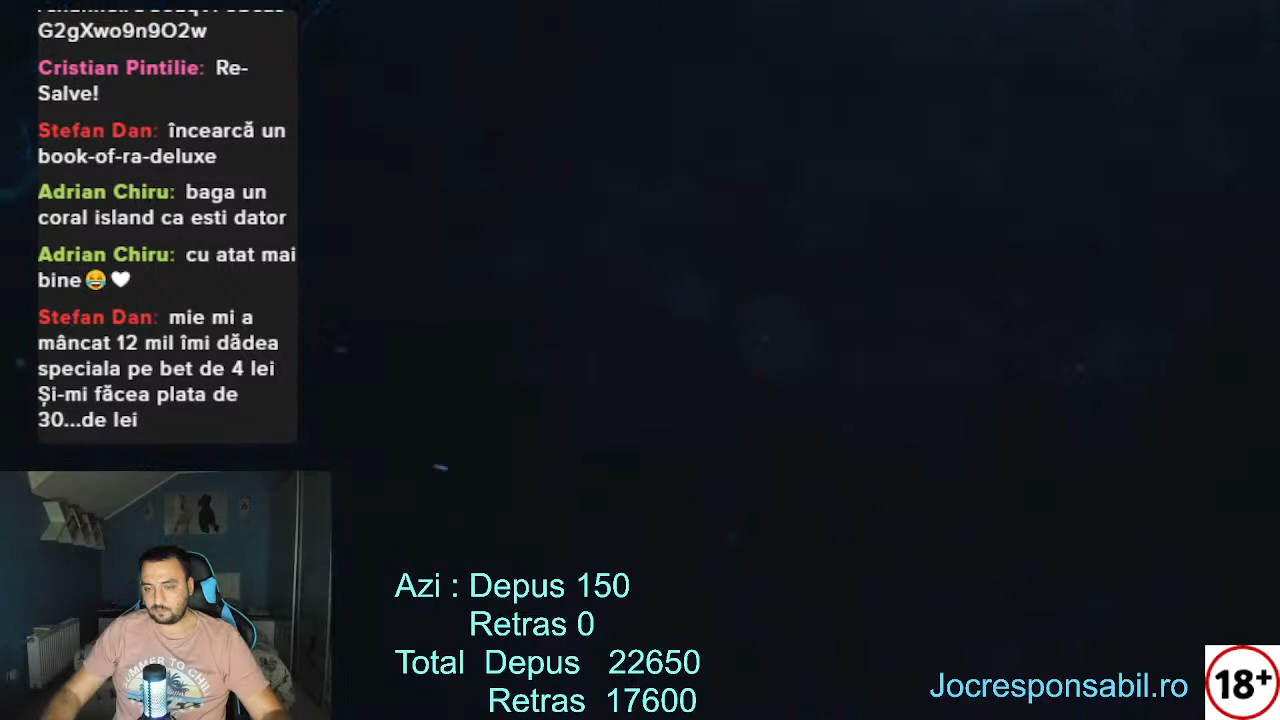 G2gXwo9n9O2w
Cristian Pintilie: Re-
Salve!
Stefan Dan: încearcă un
book-of-ra-deluxe
Adrian Chiru: baga un
coral island ca esti dator
Adrian Chiru: cu atat mai
bine😂🤍
Stefan Dan: mie mi a
mâncat 12 mil îmi dădea
speciala pe bet de 4 lei
Și-mi făcea plata de
30...de lei
Azi : Depus 150
Retras 0
Total Depus 22650
Retras 17600
Jocresponsabil.ro
18+